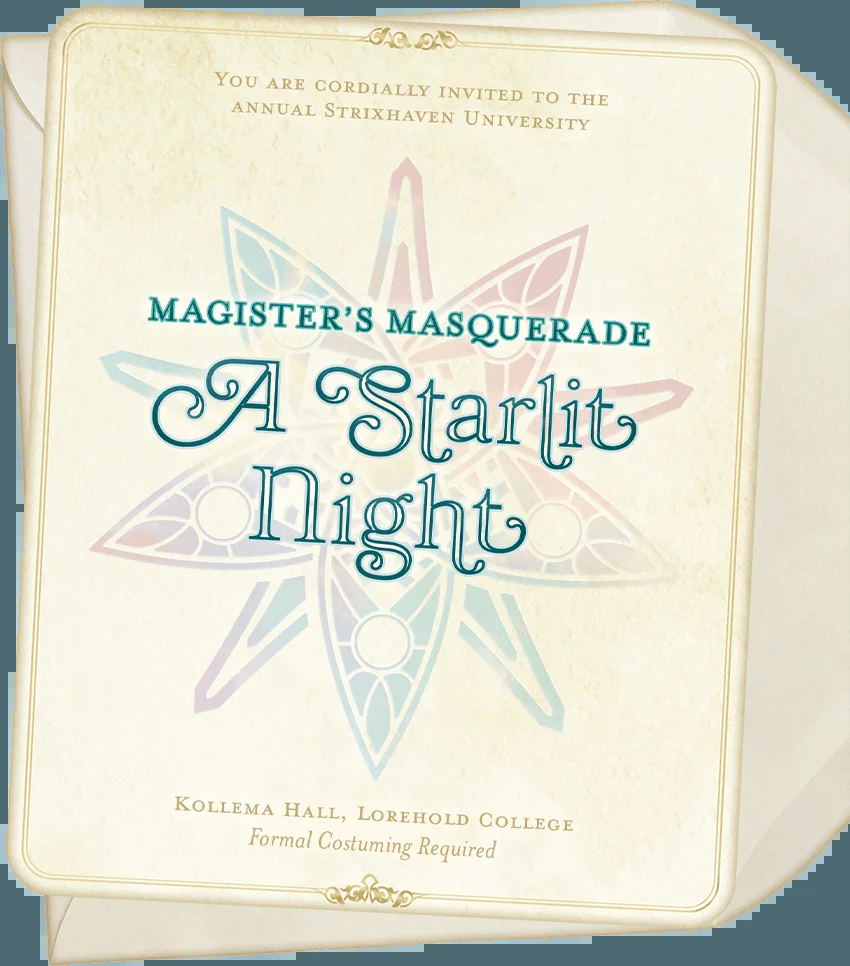 You are cordially invited to the
annual Strixhaven University
MAGISTER'S MASQUERADE
A Starlit
Night
Kollema Hall, Lorehold College
Formal Costuming Required